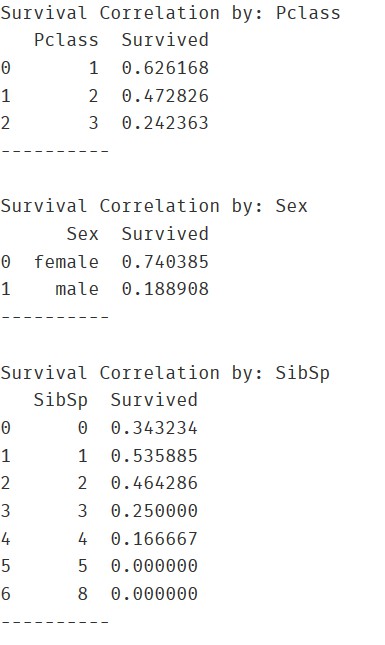 Survival Correlation by: Pclass
   Pclass  Survived
0       1  0.626168
1       2  0.472826
2       3  0.242363
----------

Survival Correlation by: Sex
      Sex  Survived
0  female  0.740385
1    male  0.188908
----------

Survival Correlation by: SibSp
   SibSp  Survived
0      0  0.343234
1      1  0.535885
2      2  0.464286
3      3  0.250000
4      4  0.166667
5      5  0.000000
6      8  0.000000
----------